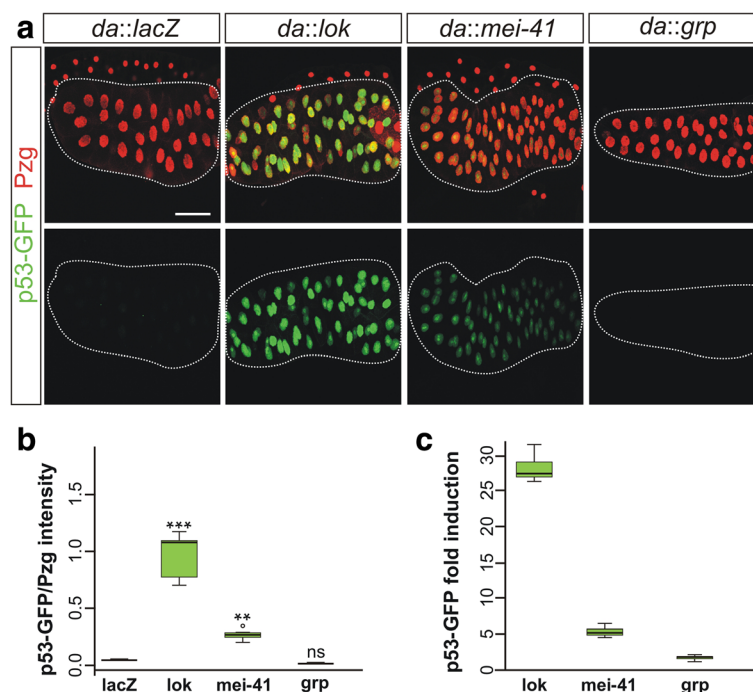 a
da::lacZ da::lok da::mei-41 da::grp
p53-GFP Pzg
b
p53-GFP/Pzg intensity
1.5
1.0
0.5
0.0
***
**
ns
lacZ lok mei-41 grp
c
p53-GFP fold induction
30
25
20
15
10
5
0
lok mei-41 grp